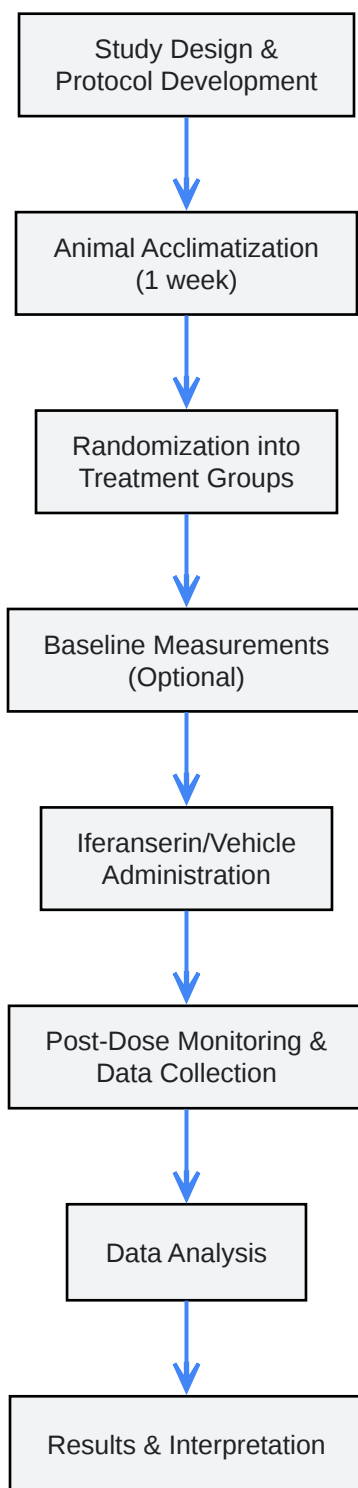 Study Design &
Protocol Development
Animal Acclimatization
(1 week)
Randomization into
Treatment Groups
Baseline Measurements
(Optional)
Iferanserin/Vehicle
Administration
Post-Dose Monitoring &
Data Collection
Data Analysis
Results & Interpretation